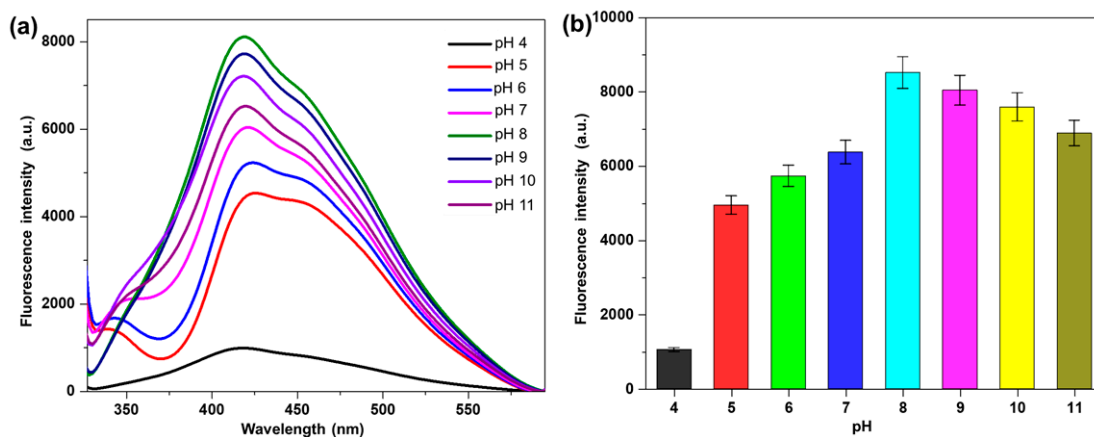 (a)
8000
6000
4000
2000
0
Fluorescence intensity (a.u.)
350 400 450 500 550
Wavelength (nm)
pH 4
pH 5
pH 6
pH 7
pH 8
pH 9
pH 10
pH 11
(b)
10000
8000
6000
4000
2000
0
Fluorescence intensity (a.u.)
4 5 6 7 8 9 10 11
pH